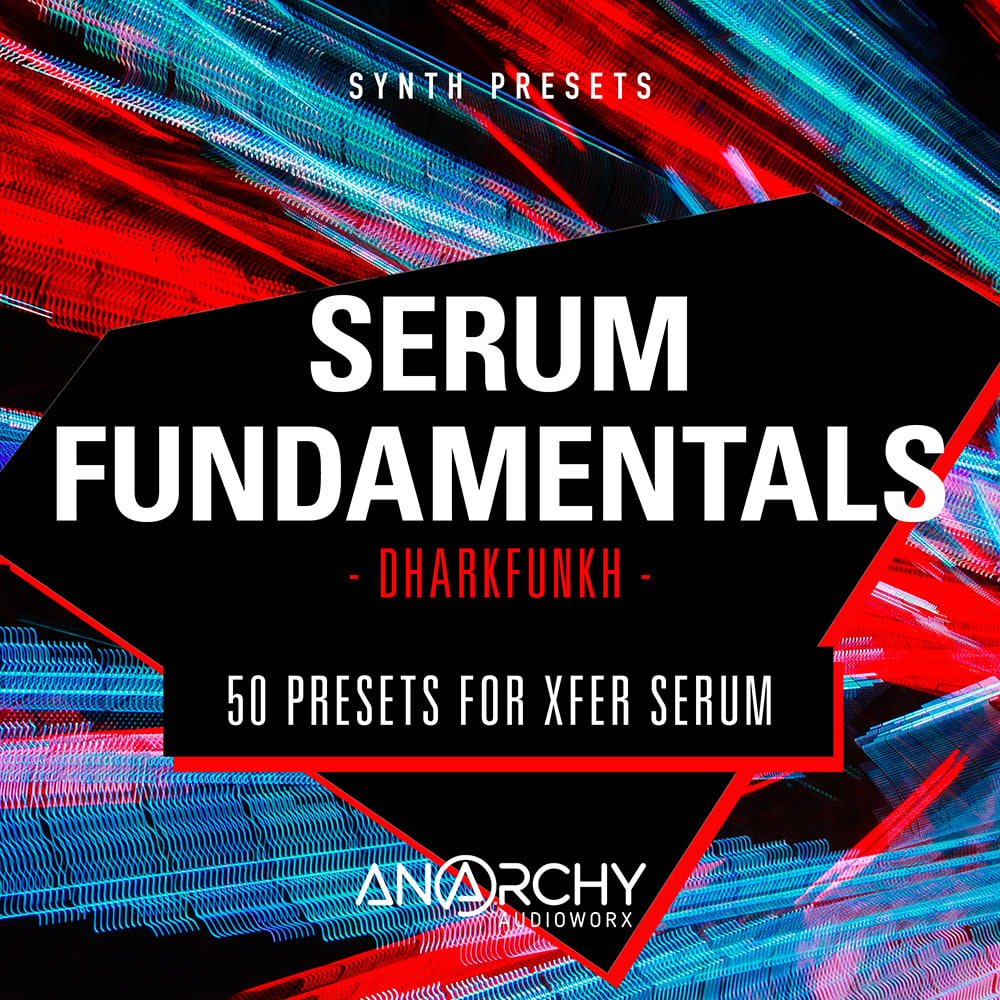 SYNTH PRESETS
SERUM
FUNDAMENTALS
- DHARKFUNKH -
50 PRESETS FOR XFER SERUM
ANARCHY
AUDIOWORX